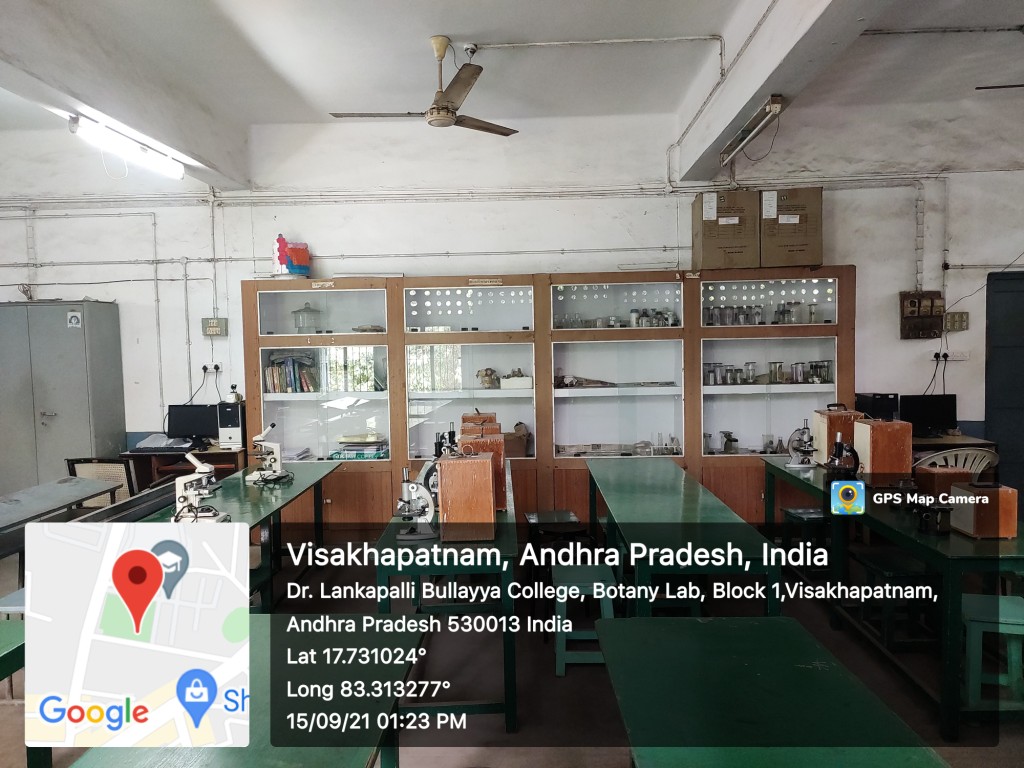 GPS Map Camera
Visakhapatnam, Andhra Pradesh, India
Dr. Lankapalli Bullayya College, Botany Lab, Block 1,Visakhapatnam,
Andhra Pradesh 530013 India
Lat 17.731024°
Long 83.313277°
15/09/21 01:23 PM
Google
Sh